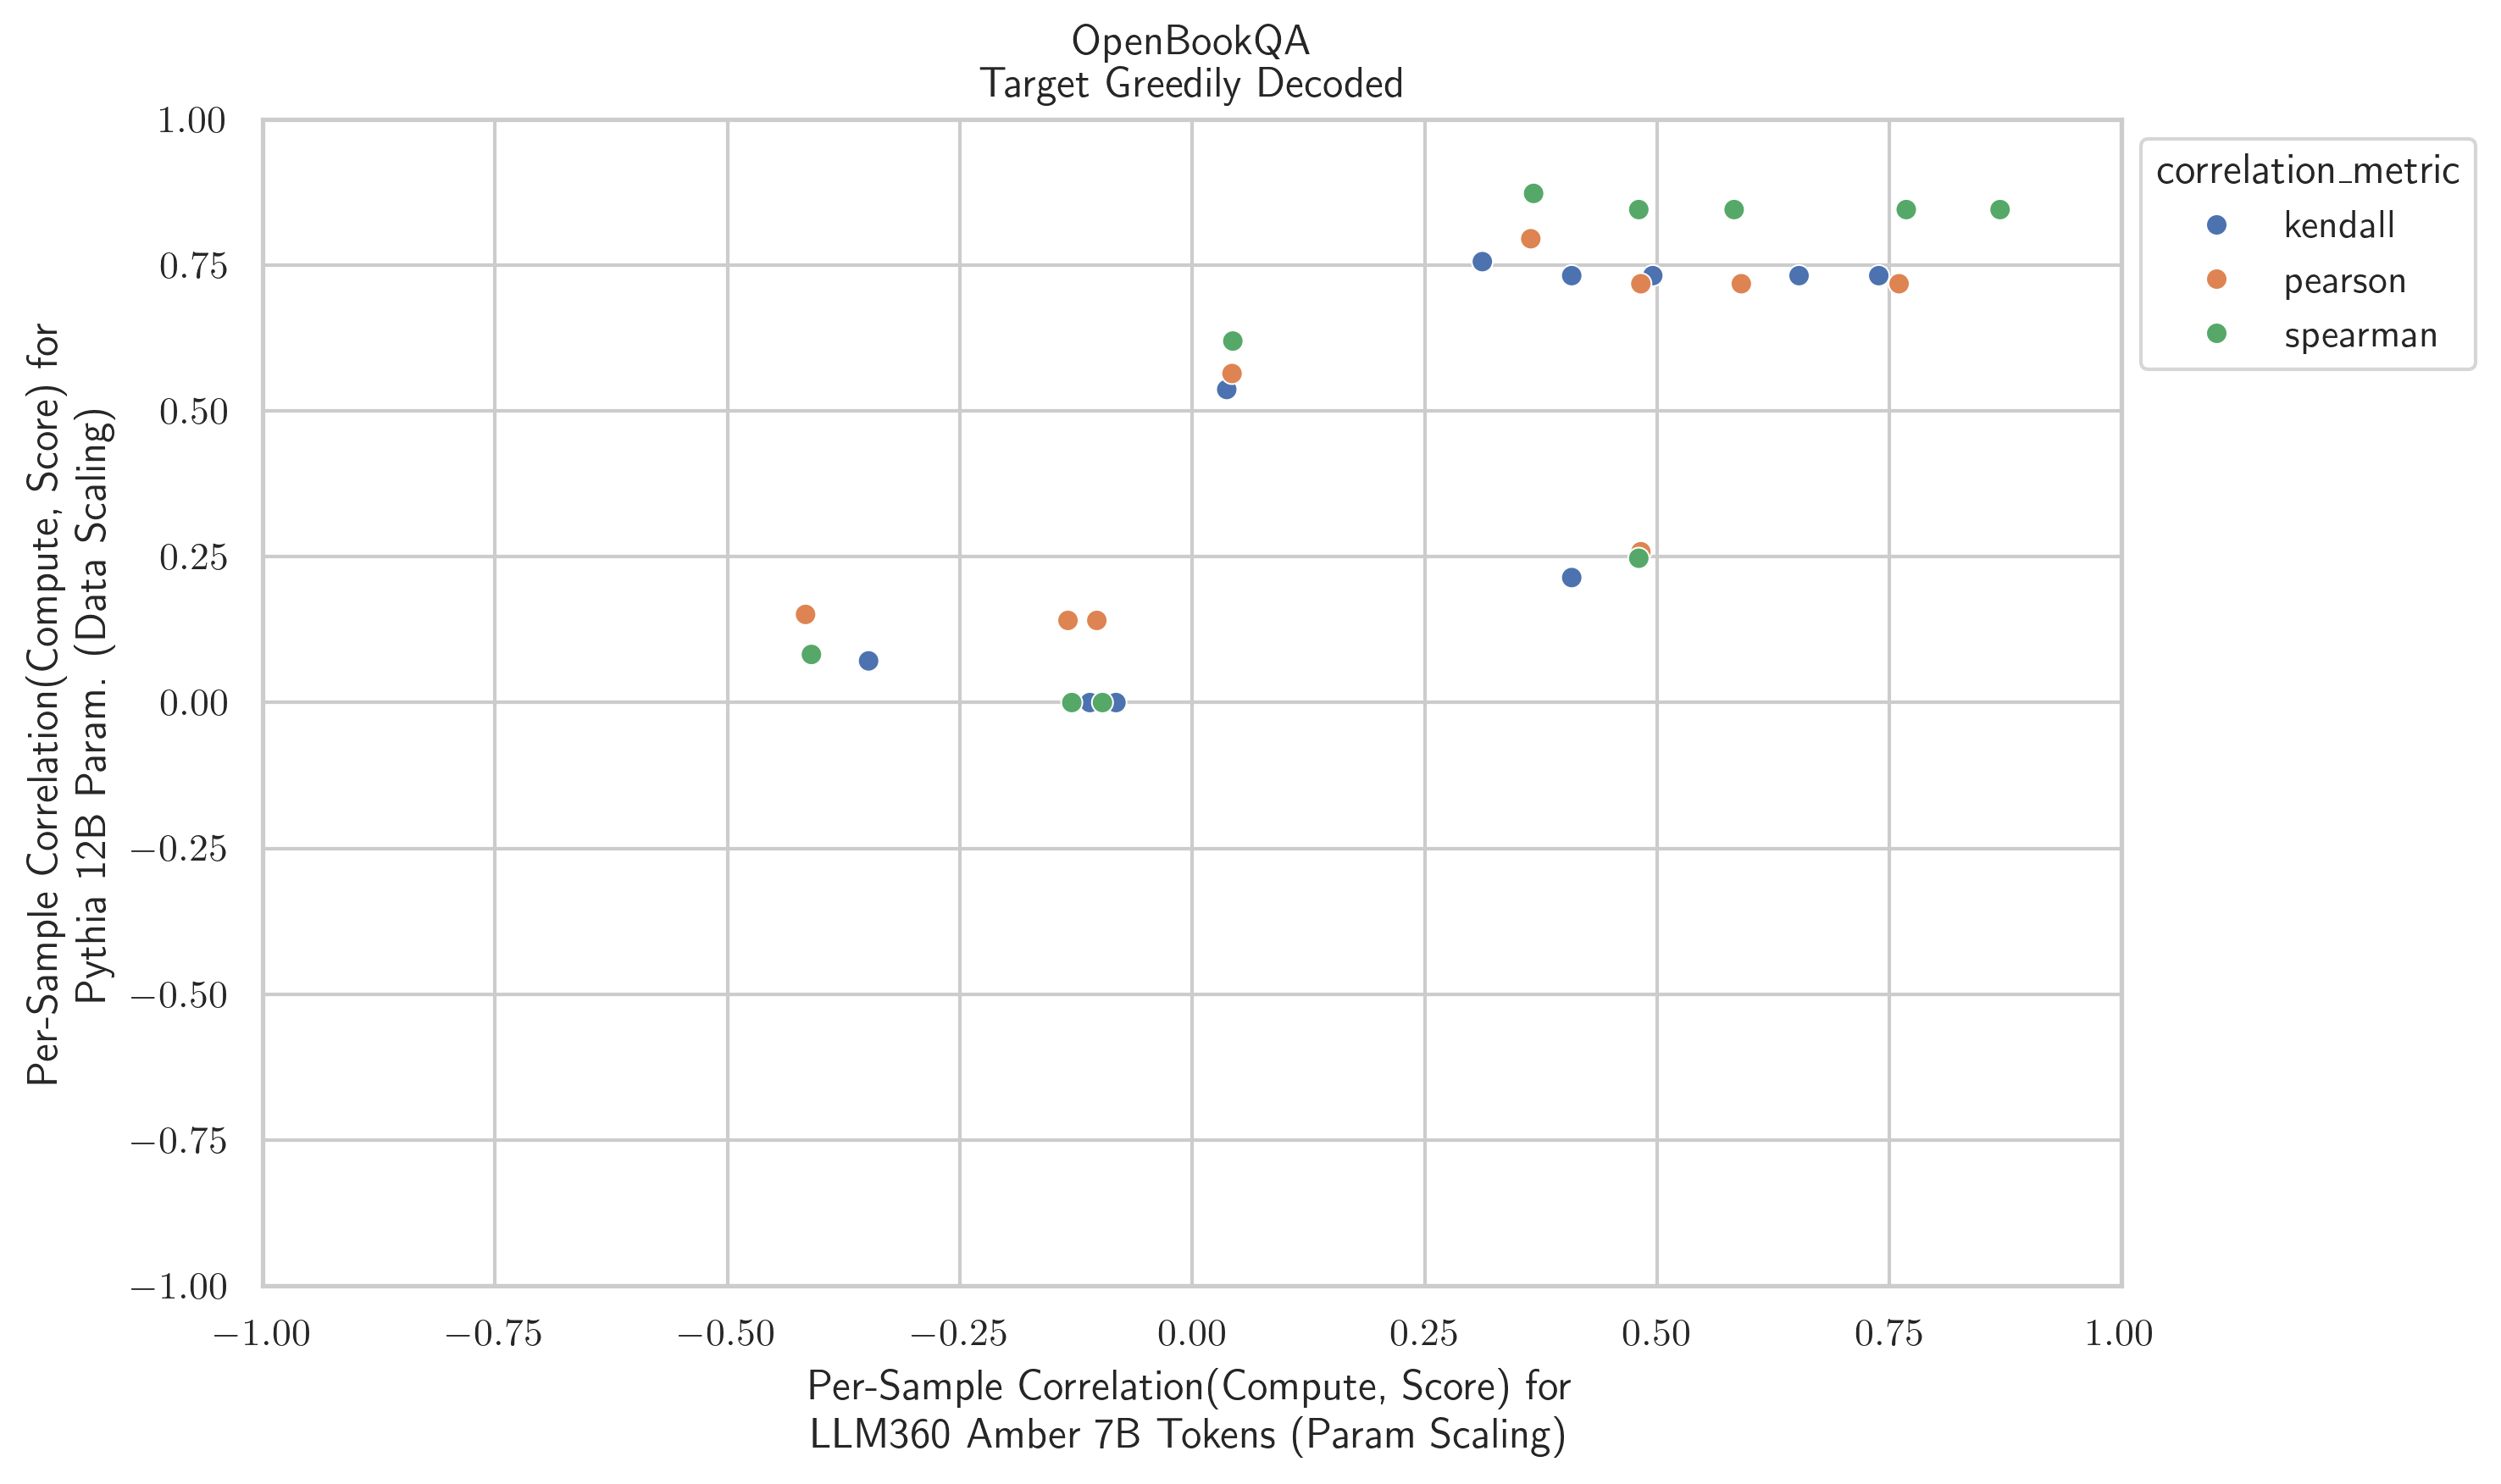 OpenBookQA
Target Greedily Decoded
1.00
0.75
0.50
0.25
0.00
−0.25
−0.50
−0.75
−1.00
Per-Sample Correlation(Compute, Score) for
Pythia 12B Param. (Data Scaling)
−1.00 −0.75 −0.50 −0.25 0.00 0.25 0.50 0.75 1.00
Per-Sample Correlation(Compute, Score) for
LLM360 Amber 7B Tokens (Param Scaling)
correlation_metric
kendall
pearson
spearman